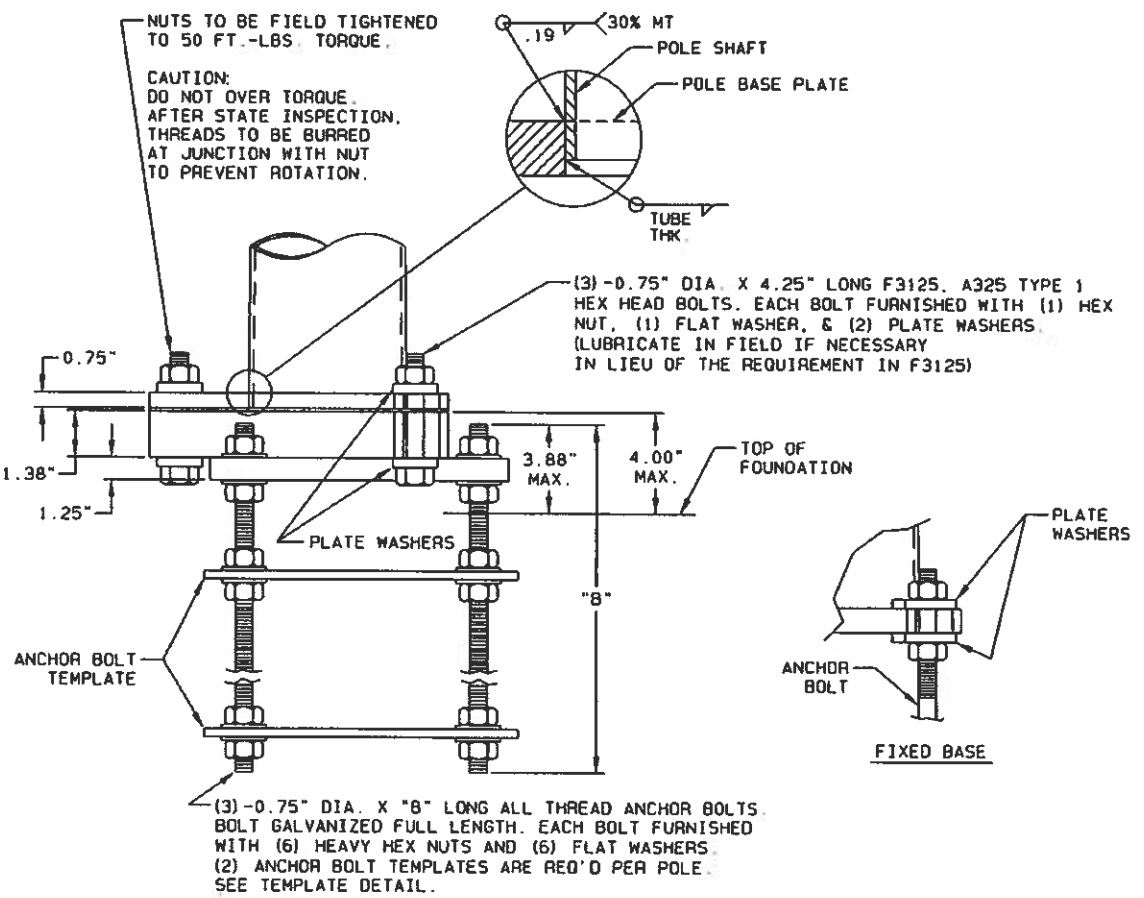 NUTS TO BE FIELD TIGHTENED
TO 50 FT.-LBS. TORQUE.
CAUTION:
DO NOT OVER TORQUE.
AFTER STATE INSPECTION,
THREADS TO BE BURRED
AT JUNCTION WITH NUT
TO PREVENT ROTATION.
.19
30% MT
POLE SHAFT
POLE BASE PLATE
TUBE
THK.
(3)-0.75" DIA. X 4.25" LONG F3125, A325 TYPE 1
HEX HEAD BOLTS. EACH BOLT FURNISHED WITH (1) HEX
NUT, (1) FLAT WASHER, & (2) PLATE WASHERS
(LUBRICATE IN FIELD IF NECESSARY
IN LIEU OF THE REQUIREMENT IN F3125)
0.75"
1.38"
1.25"
3.88"
MAX.
4.00"
MAX.
TOP OF
FOUNDATION
PLATE WASHERS
"B"
ANCHOR BOLT
TEMPLATE
PLATE
WASHERS
ANCHOR
BOLT
FIXED BASE
(3)-0.75" DIA. X "B" LONG ALL THREAD ANCHOR BOLTS.
BOLT GALVANIZED FULL LENGTH. EACH BOLT FURNISHED
WITH (6) HEAVY HEX NUTS AND (6) FLAT WASHERS
(2) ANCHOR BOLT TEMPLATES ARE REQ'D PER POLE.
SEE TEMPLATE DETAIL.